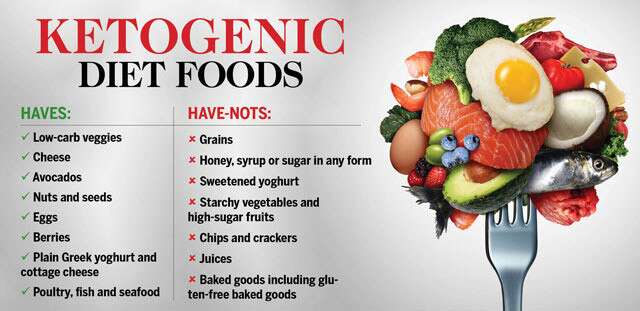 KETOGENIC
DIET FOODS
HAVES:
✓ Low-carb veggies
✓ Cheese
✓ Avocados
✓ Nuts and seeds
✓ Eggs
✓ Berries
✓ Plain Greek yoghurt and
cottage cheese
✓ Poultry, fish and seafood
HAVE-NOTS:
× Grains
× Honey, syrup or sugar in any form
× Sweetened yoghurt
× Starchy vegetables and
high-sugar fruits
× Chips and crackers
× Juices
× Baked goods including glu-
ten-free baked goods